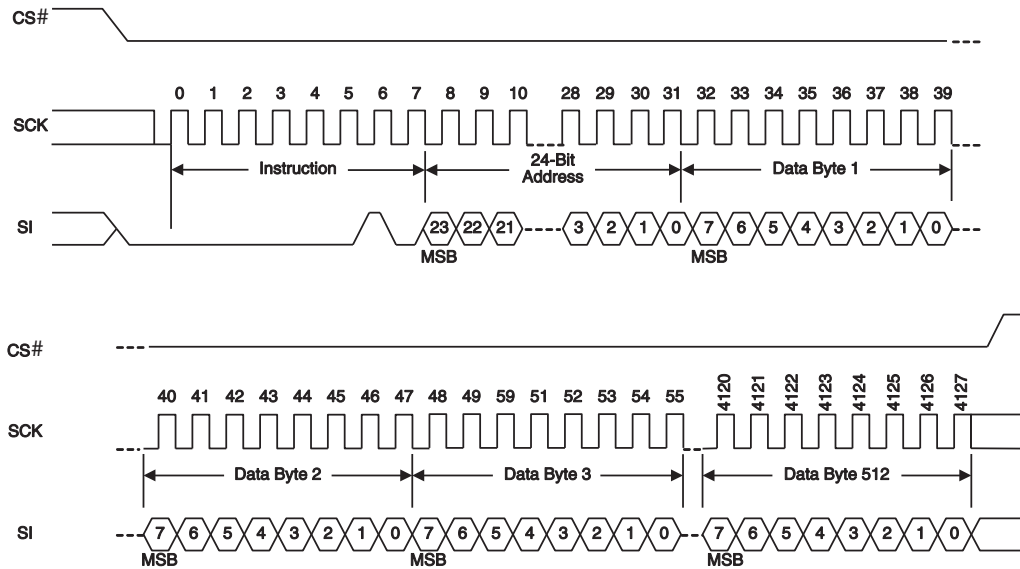 CS#
0 1 2 3 4 5 6 7 8 9 10 28 29 30 31 32 33 34 35 36 37 38 39
SCK
Instruction 24-Bit Address Data Byte 1
SI 23 22 21 3 2 1 0 7 6 5 4 3 2 1 0
MSB MSB
CS#
40 41 42 43 44 45 46 47 48 49 59 51 52 53 54 55 4120 4121 4122 4123 4124 4125 4126 4127
SCK
Data Byte 2 Data Byte 3 Data Byte 512
SI 7 6 5 4 3 2 1 0 7 6 5 4 3 2 1 0 7 6 5 4 3 2 1 0
MSB MSB MSB